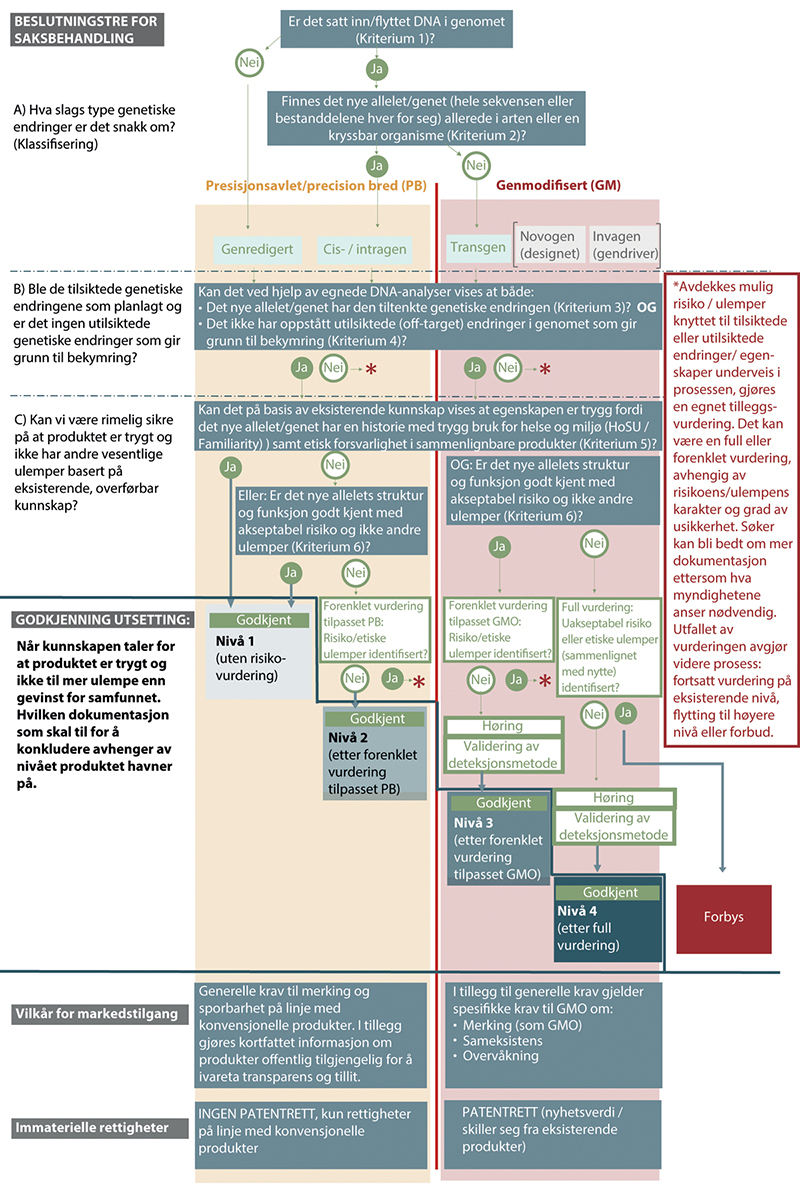 BESLUTNINGSTRE FOR
SAKSBEHANDLING
Er det satt inn/flyttet DNA i genomet
(Kriterium 1)?
Nei
Ja
A) Hva slags type genetiske
endringer er det snakk om?
(Klassifisering)
Finnes det nye allelet/genet (hele sekvensen eller
bestanddelene hver for seg) allerede i arten eller en
kryssbar organisme (Kriterium 2)?
Ja
Nei
Presisjonsavlet/precision bred (PB)
Genmodifisert (GM)
Genredigert
Cis- / intragen
Transgen
Novogen
(designet)
Invagen
(gendriver)
B) Ble de tilsiktede genetiske
endringene som planlagt og
er det ingen utilsiktede
genetiske endringer som gir
grunn til bekymring?
Kan det ved hjelp av egnede DNA-analyser vises at både:
• Det nye allelet/genet har den tiltenkte genetiske endringen (Kriterium 3)? OG
• Det ikke har oppstått utilsiktede (off-target) endringer i genomet som gir
grunn til bekymring (Kriterium 4)?
Ja
Nei
*
Ja
Nei
*
C) Kan vi være rimelig sikre
på at produktet er trygt og
ikke har andre vesentlige
ulemper basert på
eksisterende, overførbar
kunnskap?
Kan det på basis av eksisterende kunnskap vises at egenskapen er trygg fordi
det nye allelet/genet har en historie med trygg bruk for helse og miljø (HoSU /
Familiarity) ) samt etisk forsvarlighet i sammenlignbare produkter (Kriterium 5)?
Ja
Nei
Eller: Er det nye allelets struktur
og funksjon godt kjent med
akseptabel risiko og ikke andre
ulemper (Kriterium 6)?
OG: Er det nye allelets struktur
og funksjon godt kjent med
akseptabel risiko og ikke andre
ulemper (Kriterium 6)?
Ja
Nei
Ja
Nei
*Avdekkes mulig
risiko / ulemper
knyttet til tilsiktede
eller utilsiktede
endringer/ egen-
skaper underveis i
prosessen, gjøres
en egnet tilleggs-
vurdering. Det kan
være en full eller
forenklet vurdering,
avhengig av
risikoens/ulempens
karakter og grad av
usikkerhet. Søker
kan bli bedt om mer
dokumentasjon
ettersom hva
myndighetene
anser nødvendig.
Utfallet av
vurderingen avgjør
videre prosess:
fortsatt vurdering på
eksisterende nivå,
flytting til høyere
nivå eller forbud.
GODKJENNING UTSETTING:
Når kunnskapen taler for
at produktet er trygt og
ikke til mer ulempe enn
gevinst for samfunnet.
Hvilken dokumentasjon
som skal til for å
konkludere avhenger av
nivået produktet havner
på.
Godkjent
Nivå 1
(uten risiko-
vurdering)
Forenklet vurdering
tilpasset PB:
Risiko/etiske
ulemper identifisert?
Nei
Ja
*
Godkjent
Nivå 2
(etter forenklet
vurdering
tilpasset PB)
Forenklet vurdering
tilpasset GMO:
Risiko/etiske
ulemper identifisert?
Nei
Ja
*
Høring
Validering av
deteksjonsmetode
Godkjent
Nivå 3
(etter forenklet
vurdering
tilpasset GMO)
Full vurdering:
Uakseptabel risiko
eller etiske ulemper
(sammenlignet
med nytte)
identifisert?
Nei
Ja
Høring
Validering av
deteksjonsmetode
Godkjent
Nivå 4
(etter full
vurdering)
Forbys
Vilkår for markedstilgang
Generelle krav til merking og
sporbarhet på linje med
konvensjonelle produkter. I tillegg
gjøres kortfattet informasjon om
produkter offentlig tilgjengelig for å
ivareta transparens og tillit.
I tillegg til generelle krav gjelder
spesifikke krav til GMO om:
• Merking (som GMO)
• Sameksistens
• Overvåkning
Immaterielle rettigheter
INGEN PATENTRETT, kun rettigheter
på linje med konvensjonelle
produkter
PATENTRETT (nyhetsverdi /
skiller seg fra eksisterende
produkter)